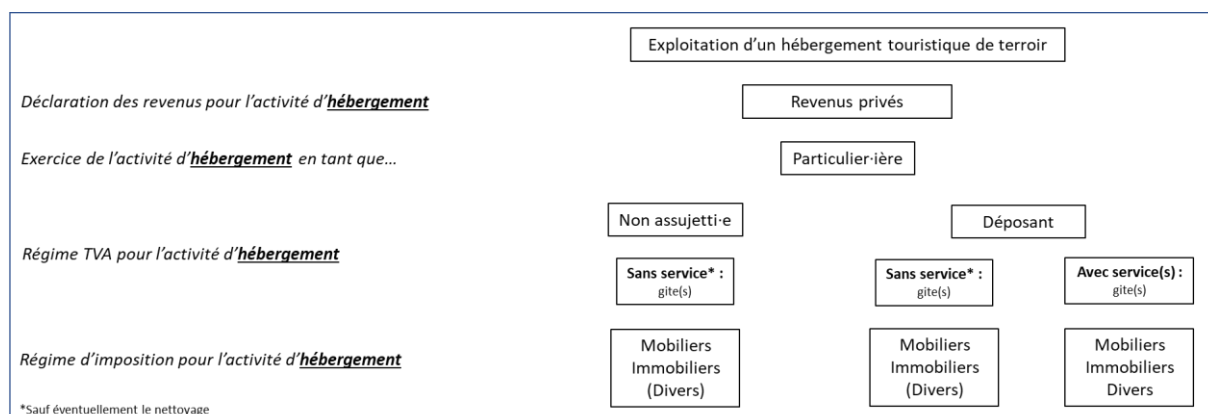 Exploitation d'un hébergement touristique de terroir
Déclaration des revenus pour l'activité d'hébergement
Revenus privés
Exercice de l'activité d'hébergement en tant que...
Particulier·ière
Régime TVA pour l'activité d'hébergement
Non assujetti·e
Déposant
Sans service* :
gite(s)
Sans service* :
gite(s)
Avec service(s) :
gite(s)
Régime d'imposition pour l'activité d'hébergement
Mobiliers
Immobiliers
(Divers)
Mobiliers
Immobiliers
(Divers)
Mobiliers
Immobiliers
Divers
*Sauf éventuellement le nettoyage